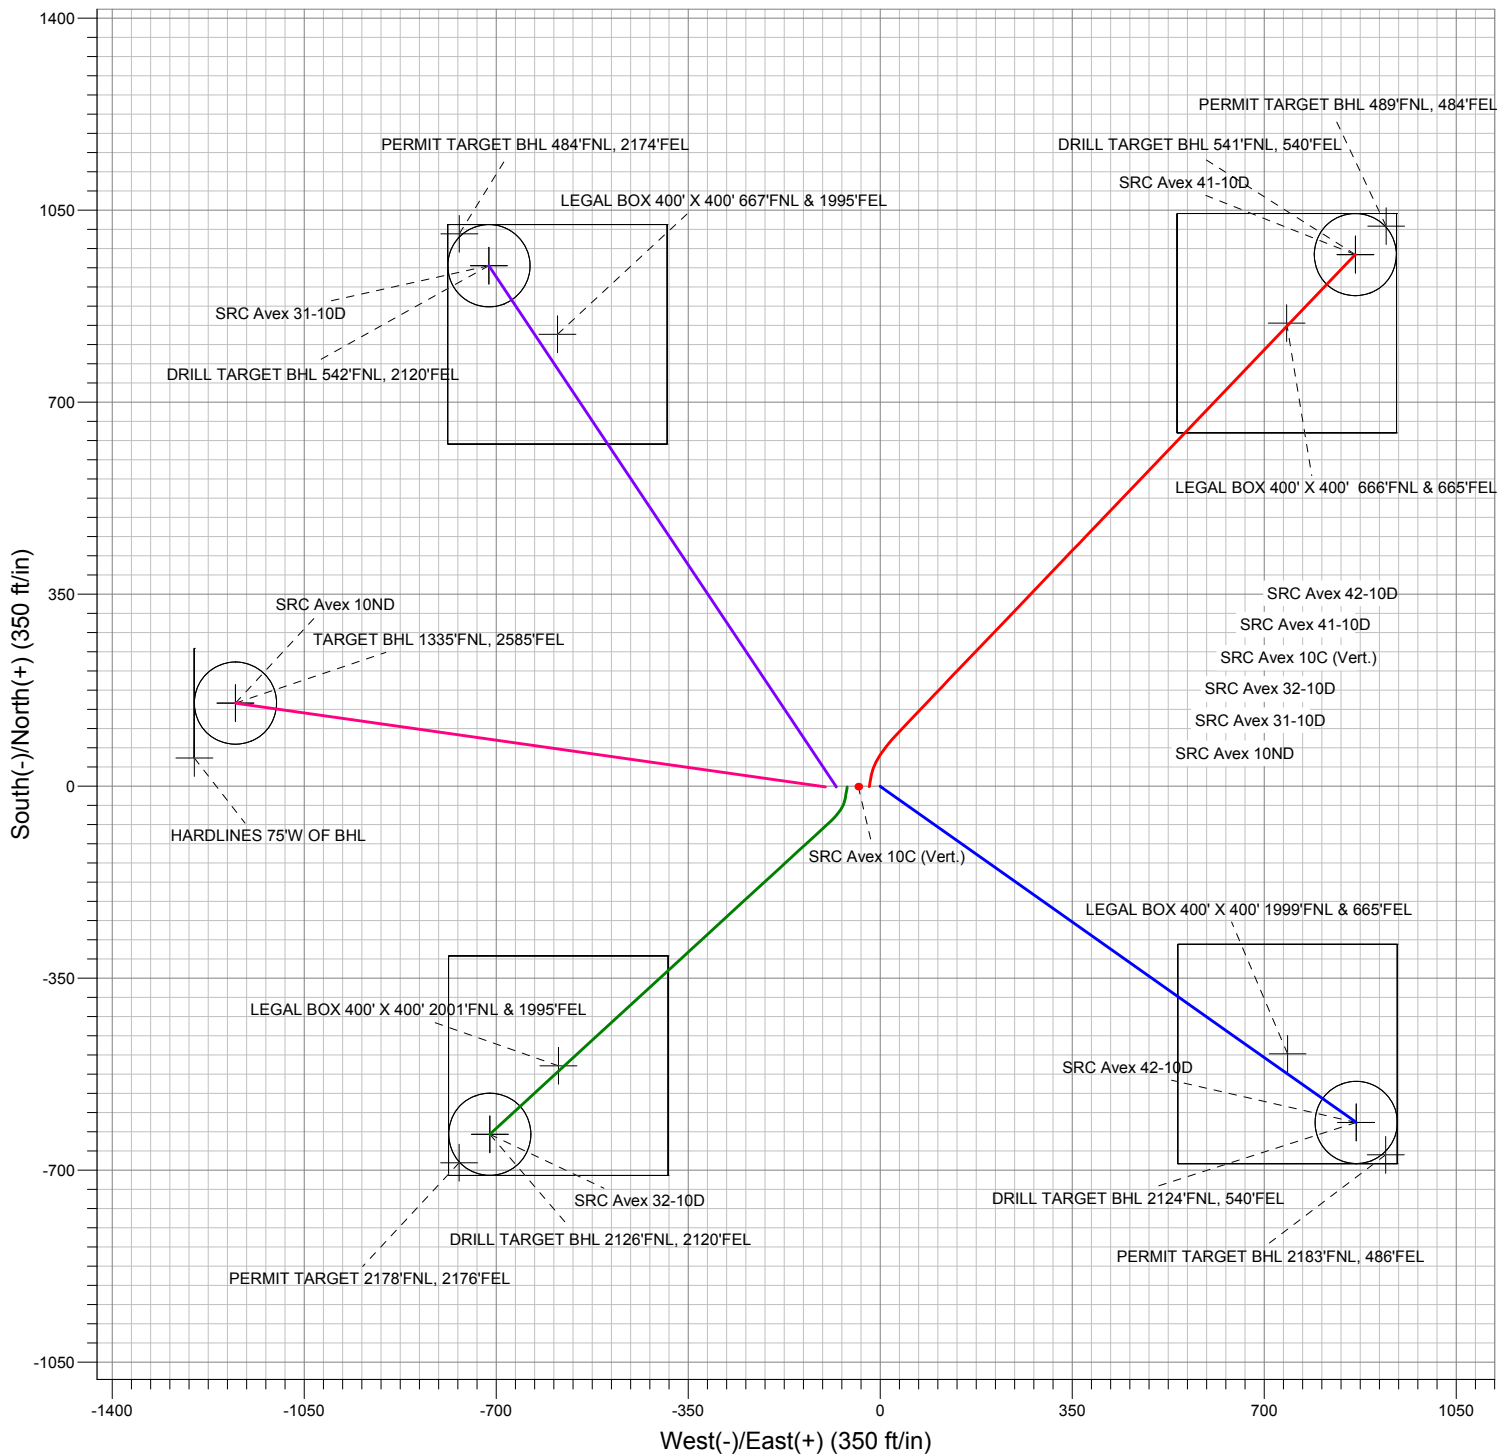 1400
PERMIT TARGET BHL 489'FNL, 484'FEL
PERMIT TARGET BHL 484'FNL, 2174'FEL
DRILL TARGET BHL 541'FNL, 540'FEL
SRC Avex 41-10D
LEGAL BOX 400' X 400' 667'FNL & 1995'FEL
1050
SRC Avex 31-10D
DRILL TARGET BHL 542'FNL, 2120'FEL
700
LEGAL BOX 400' X 400'  666'FNL & 665'FEL
South(-)/North(+) (350 ft/in)
350
SRC Avex 42-10D
SRC Avex 10ND
SRC Avex 41-10D
TARGET BHL 1335'FNL, 2585'FEL
SRC Avex 10C (Vert.)
SRC Avex 32-10D
SRC Avex 31-10D
SRC Avex 10ND
0
HARDLINES 75'W OF BHL
SRC Avex 10C (Vert.)
LEGAL BOX 400' X 400' 1999'FNL & 665'FEL
-350
LEGAL BOX 400' X 400' 2001'FNL & 1995'FEL
SRC Avex 42-10D
-700
SRC Avex 32-10D
DRILL TARGET BHL 2124'FNL, 540'FEL
DRILL TARGET BHL 2126'FNL, 2120'FEL
PERMIT TARGET BHL 2183'FNL, 486'FEL
PERMIT TARGET 2178'FNL, 2176'FEL
-1050
-1400 -1050 -700 -350 0 350 700 1050
West(-)/East(+) (350 ft/in)